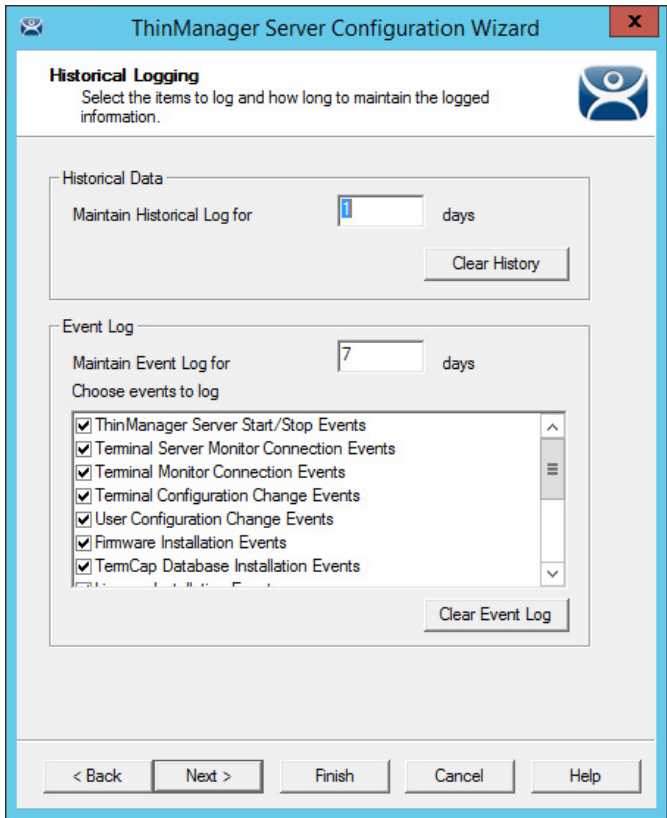 ThinManager Server Configuration Wizard
x
Historical Logging
Select the items to log and how long to maintain the logged
information.
Historical Data
Maintain Historical Log for 1 days
Clear History
Event Log
Maintain Event Log for 7 days
Choose events to log
ThinManager Server Start/Stop Events
Terminal Server Monitor Connection Events
Terminal Monitor Connection Events
Terminal Configuration Change Events
User Configuration Change Events
Firmware Installation Events
TermCap Database Installation Events
Clear Event Log
< Back Next > Finish Cancel Help